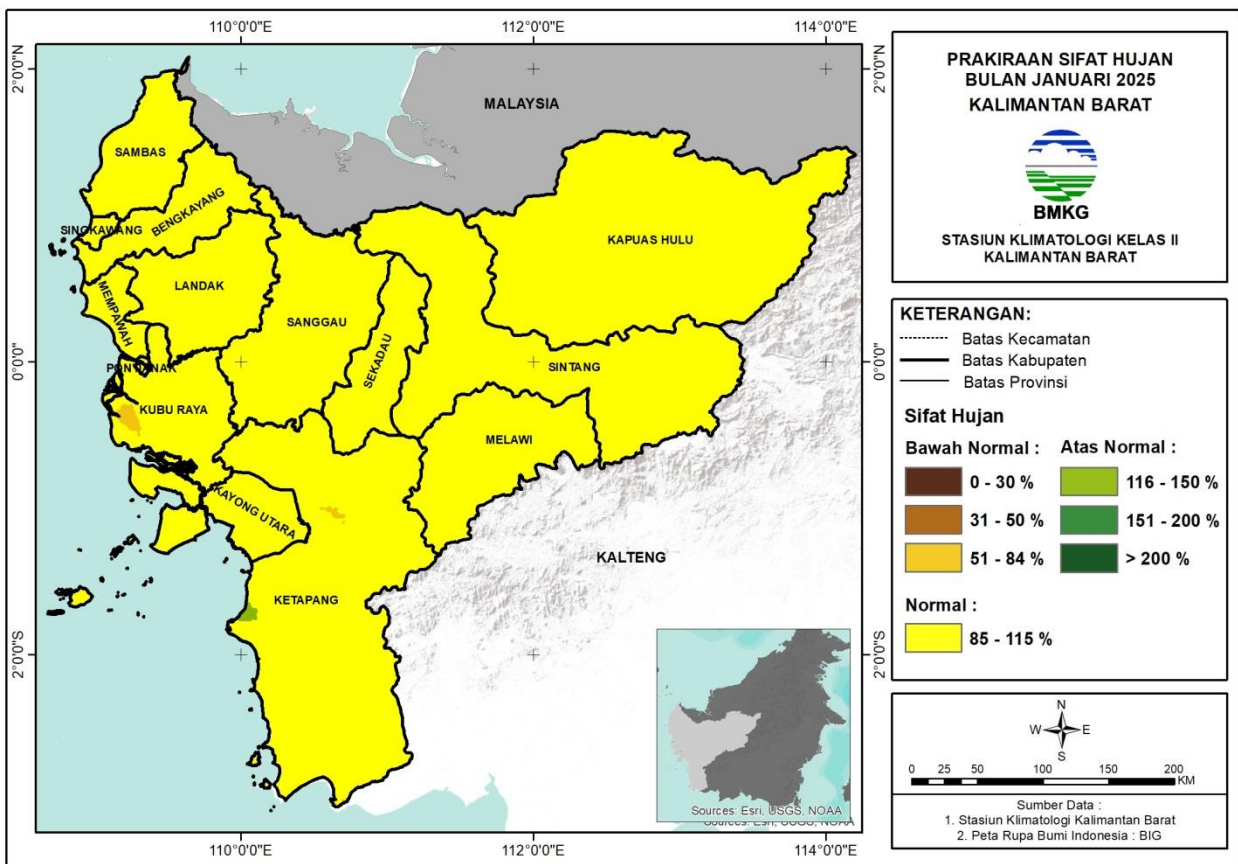 110°0'0"E
112°0'0"E
114°0'0"E
2°0'0"N
2°0'0"N
0°0'0"
0°0'0"
2°0'0"S
2°0'0"S
MALAYSIA
SAMBAS
SINGKAWANG
BENGKAYANG
KAPUAS HULU
LANDAK
MEMPAWAH
SANGGAU
SEKADAU
SINTANG
PONTIANAK
KUBU RAYA
MELAWI
KAYONG UTARA
KALTENG
KETAPANG
Sources: Esri, USGS, NOAA
Sources: Esri, USGS, NOAA
110°0'0"E
112°0'0"E
114°0'0"E
PRAKIRAAN SIFAT HUJAN
BULAN JANUARI 2025
KALIMANTAN BARAT
BMKG
STASIUN KLIMATOLOGI KELAS II
KALIMANTAN BARAT
KETERANGAN:
Batas Kecamatan
Batas Kabupaten
Batas Provinsi
Sifat Hujan
Bawah Normal : Atas Normal :
0 - 30 % 116 - 150 %
31 - 50 % 151 - 200 %
51 - 84 % > 200 %
Normal :
85 - 115 %
N
W E
S
0 25 50 100 150 200
KM
Sumber Data :
1. Stasiun Klimatologi Kalimantan Barat
2. Peta Rupa Bumi Indonesia : BIG